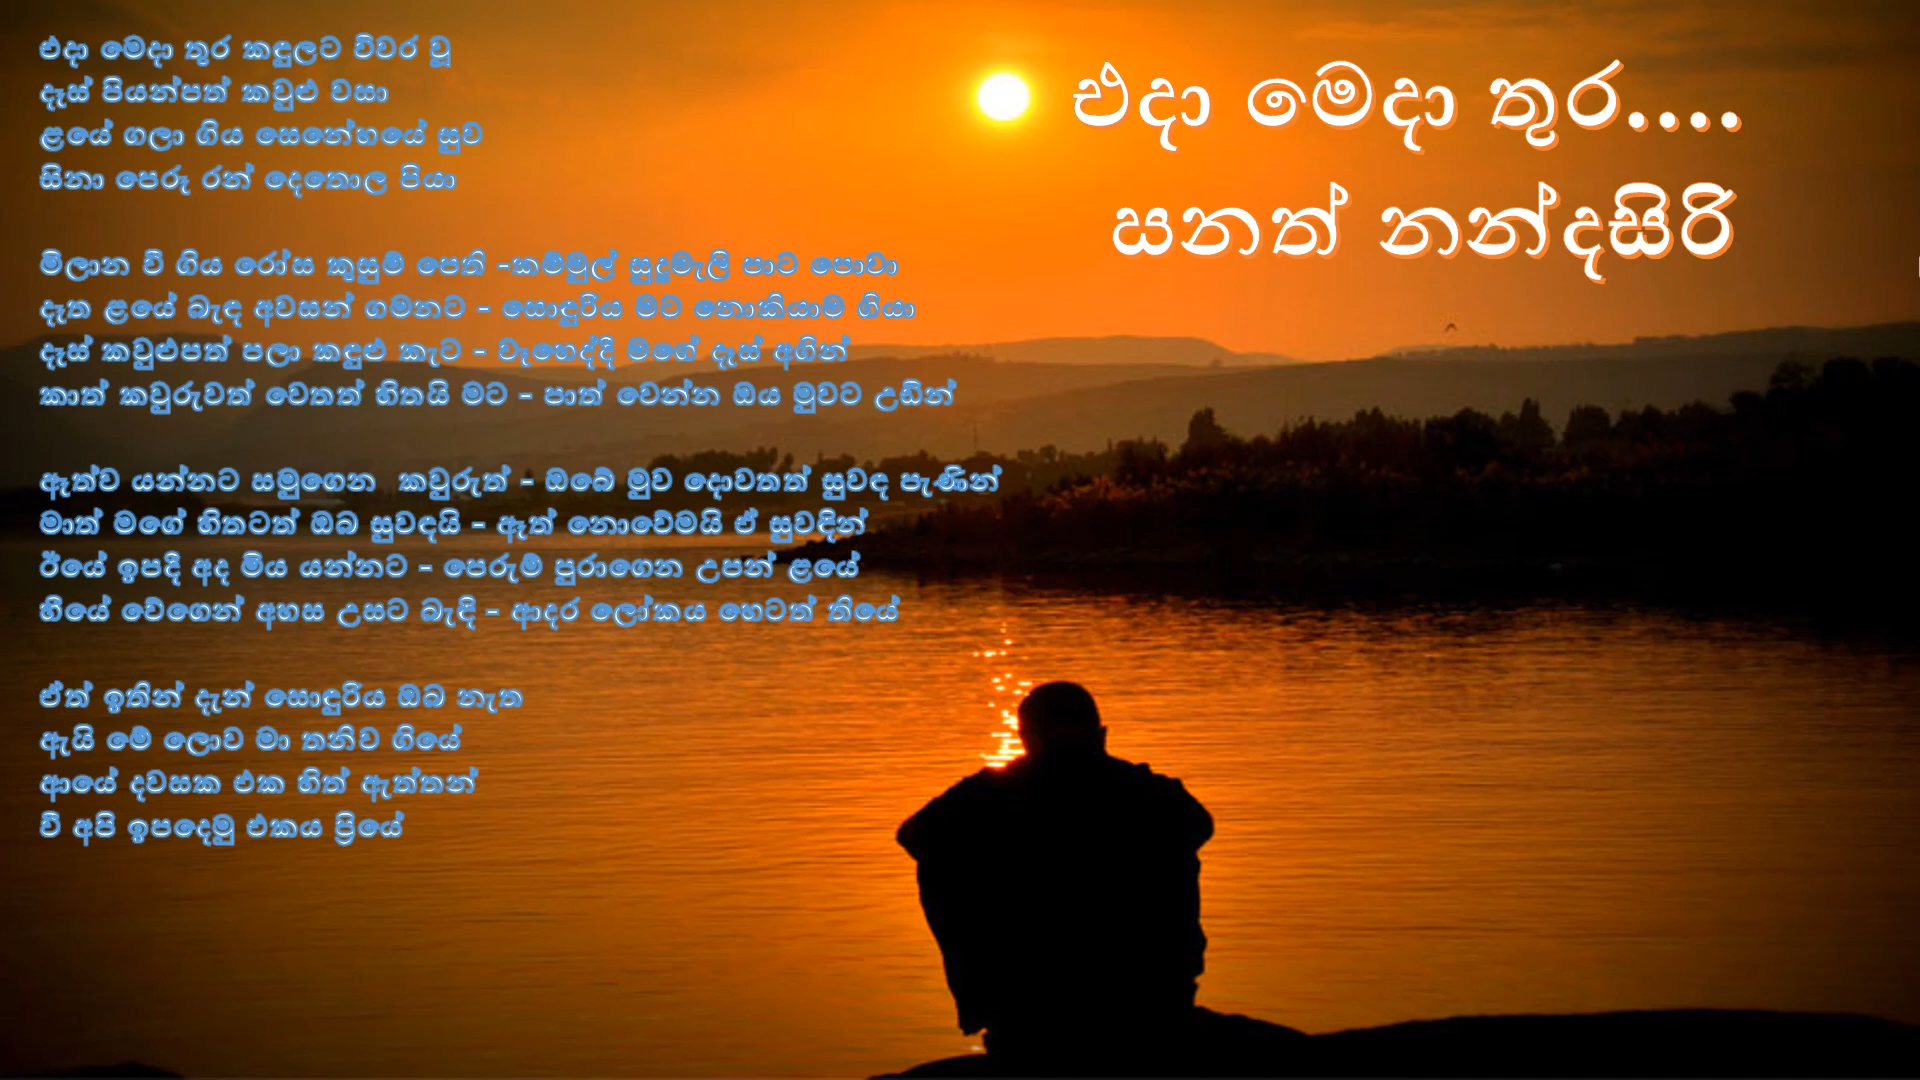 එදා මෙදා තුර කඳුලට විවර වූ
දෑස් පියන්පත් කවුළු වසා
ළයේ ගලා ගිය සෙනේහයේ සුව
සිනා පෙරූ රන් දෙතොල පියා
මිලාන වී ගිය රෝස කුසුම් පෙති -කම්මුල් සුදුමැලි පාට පොවා
දෑත ළයේ බැඳ අවසන් ගමනට - සොඳුරිය මට නොකියාම ගියා
දෑස් කවුළුපත් පලා කඳුළු කැට - වෑහෙද්දී මගේ දෑස් අගින්
කාත් කවුරුවත් වෙතත් හිතයි මට - පාත් වෙන්න ඔය මුවට උඩින්
ඈත්ව යන්නට සමුගෙන කවුරුත් - ඔබේ මුව දොවතත් සුවඳ පැණින්
මාත් මගේ හිතටත් ඔබ සුවඳයි - ඈත් නොවේමයි ඒ සුවඳින්
ඊයේ ඉපදී අද මිය යන්නට - පෙරුම් පුරාගෙන උපන් ළයේ
හියේ වේගෙන් අහස උසට බැඳි - ආදර ලෝකය හෙටත් තියේ
ඒත් ඉතින් දැන් සොඳුරිය ඔබ නැත
ඇයි මේ ලොව මා තනිව ගියේ
ආයේ දවසක එක හිත් ඇත්තන්
වී අපි ඉපදෙමු එකය ප්‍රියේ
එදා මෙදා තුර....
සනත් නන්දසිරි